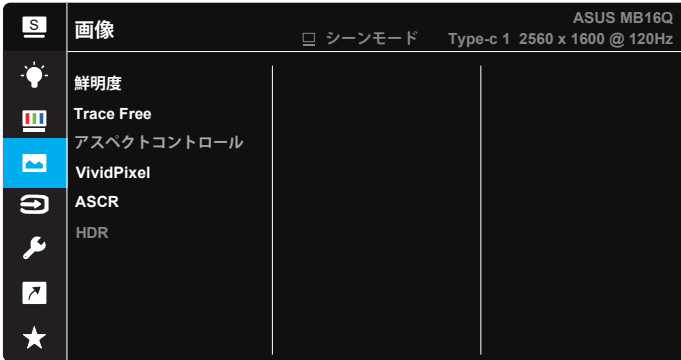 S
画像
ASUS MB16Q
シーンモード Type-c 1 2560 x 1600 @ 120Hz
鮮明度
Trace Free
アスペクトコントロール
VividPixel
ASCR
HDR